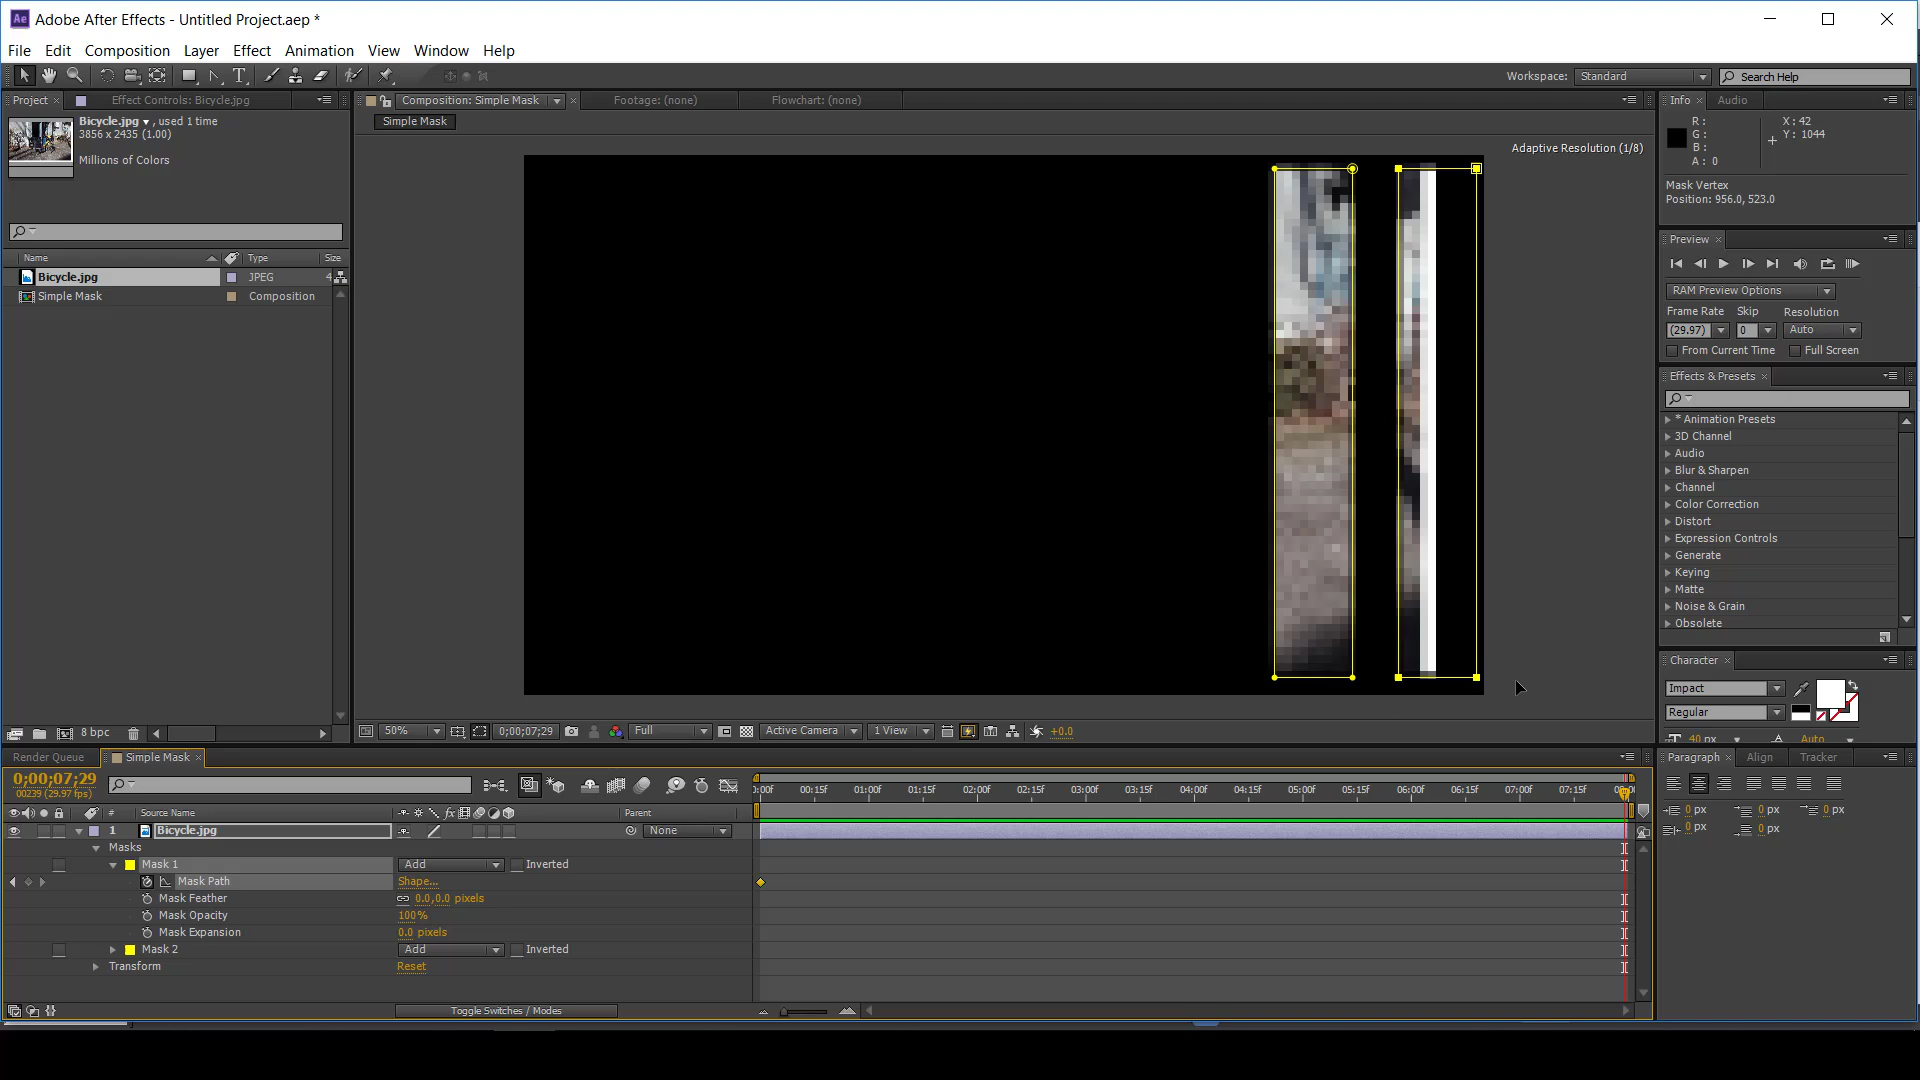 Ae Adobe After Effects - Untitled Project.aep *
File Edit Composition Layer Effect Animation View Window Help
Workspace: Standard Search Help
Project Effect Controls: Bicycle.jpg
Composition: Simple Mask Footage: (none) Flowchart: (none)
Info Audio
Bicycle.jpg , used 1 time
3856 x 2435 (1.00)
Millions of Colors
Simple Mask
Adaptive Resolution (1/8)
R :
G :
B :
A : 0
X : 42
Y : 1044
Mask Vertex
Position: 956.0, 523.0
Preview
RAM Preview Options
Frame Rate Skip Resolution
(29.97) 0 Auto
From Current Time Full Screen
Name Type Size
Bicycle.jpg JPEG 4
Simple Mask Composition
Effects & Presets
* Animation Presets
3D Channel
Audio
Blur & Sharpen
Channel
Color Correction
Distort
Expression Controls
Generate
Keying
Matte
Noise & Grain
Obsolete
Character
Impact
Regular
40 px Auto
8 bpc
50% 0;00;07;29 Full Active Camera 1 View +0.0
Render Queue Simple Mask
0;00;07;29
00239 (29.97 fps)
):00f 00:15f 01:00f 01:15f 02:00f 02:15f 03:00f 03:15f 04:00f 04:15f 05:00f 05:15f 06:00f 06:15f 07:00f 07:15f
# Source Name fx Parent
1 Bicycle.jpg None
Masks
Mask 1 Add Inverted
Mask Path Shape...
Mask Feather 0.0,0.0 pixels
Mask Opacity 100%
Mask Expansion 0.0 pixels
Mask 2 Add Inverted
Transform Reset
Toggle Switches / Modes
Paragraph Align Tracker
0 px 0 px 0 px
0 px 0 px